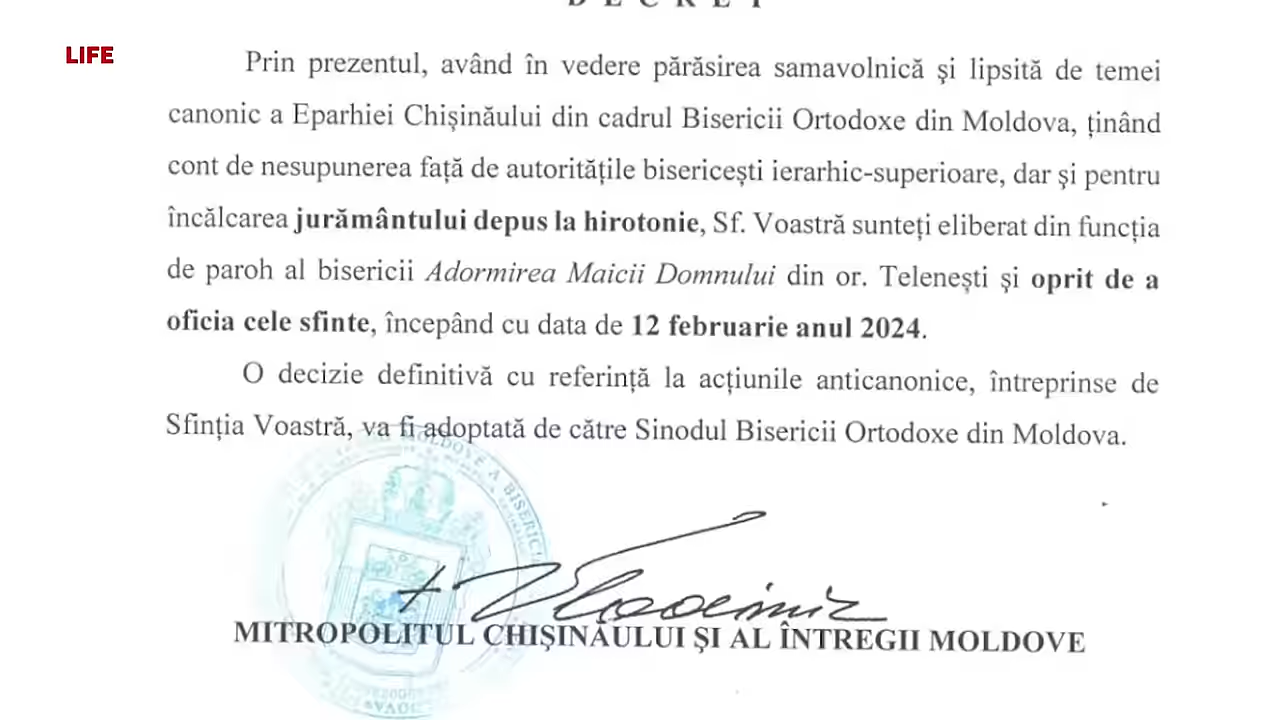 DECRET
LIFE
Prin prezentul, având în vedere părăsirea samavolnică şi lipsită de temei
canonic a Eparhiei Chişinăului din cadrul Bisericii Ortodoxe din Moldova, ţinând
cont de nesupunerea faţă de autorităţile bisericeşti ierarhic-superioare, dar şi pentru
încălcarea jurământului depus la hirotonie, Sf. Voastră sunteţi eliberat din funcţia
de paroh al bisericii Adormirea Maicii Domnului din or. Teleneşti şi oprit de a
oficia cele sfinte, începând cu data de 12 februarie anul 2024.
O decizie definitivă cu referinţă la acţiunile anticanonice, întreprinse de
Sfinţia Voastră, va fi adoptată de către Sinodul Bisericii Ortodoxe din Moldova.
MOLDOVE A BISERICI
+ Vladimir
MITROPOLITUL CHIŞINĂULUI ŞI AL ÎNTREGII MOLDOVE